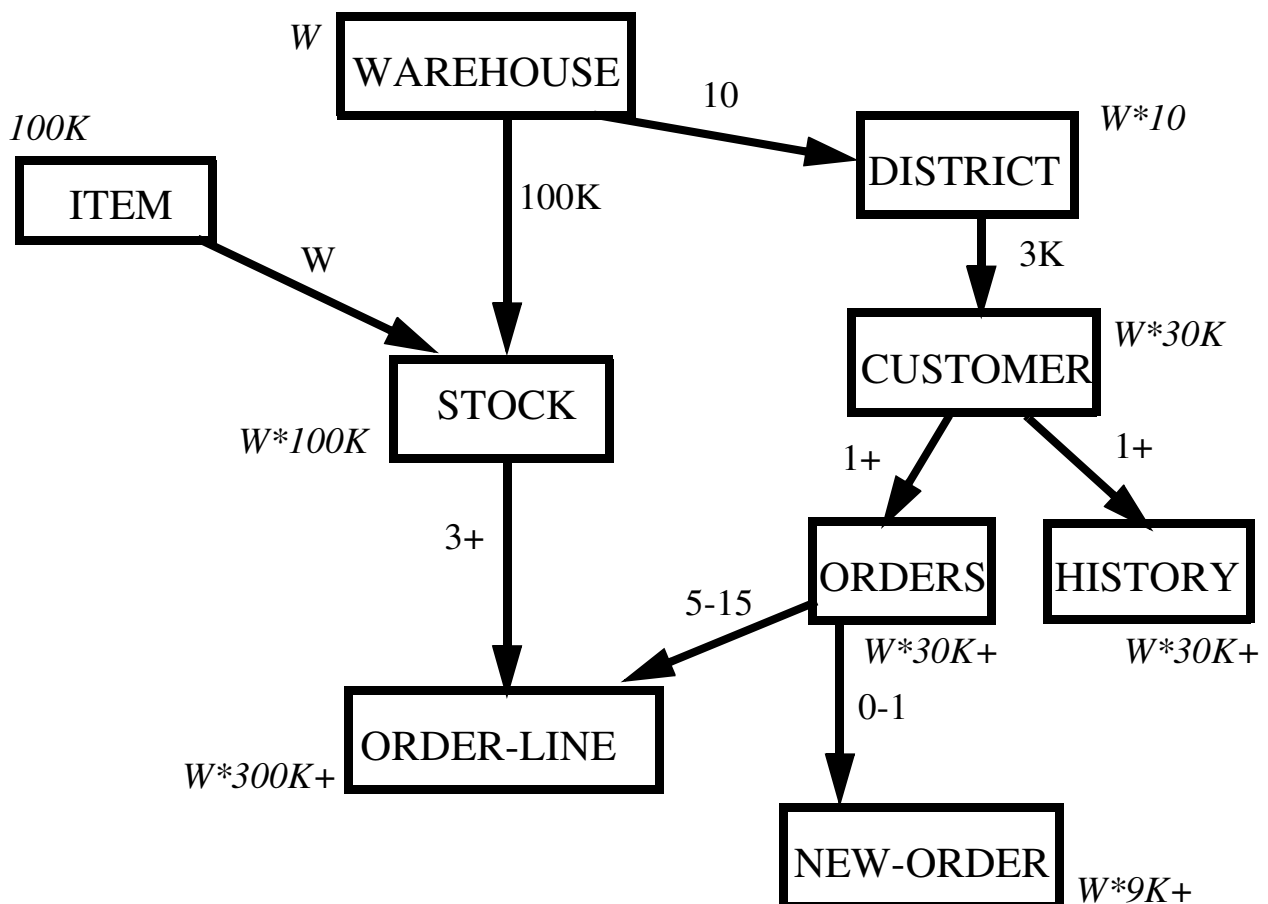 W
WAREHOUSE
10
W*10
100K
DISTRICT
ITEM
100K
W
3K
W*30K
CUSTOMER
STOCK
W*100K
1+
1+
3+
ORDERS
HISTORY
5-15
W*30K+
W*30K+
0-1
ORDER-LINE
W*300K+
NEW-ORDER
W*9K+